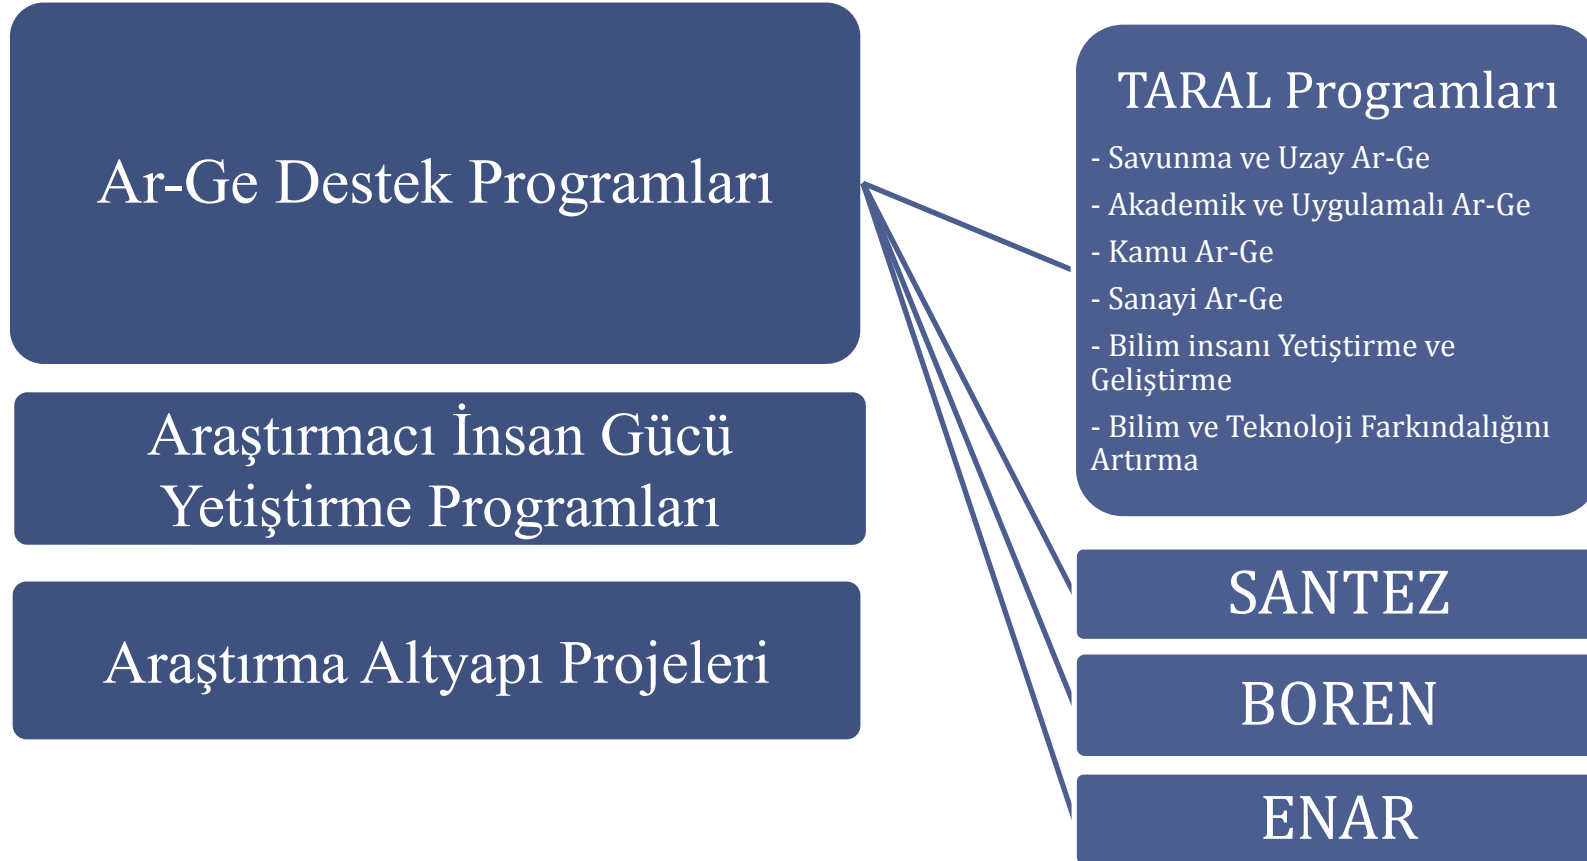 Ar-Ge Destek Programları
Araştırmacı İnsan Gücü
Yetiştirme Programları
Araştırma Altyapı Projeleri
TARAL Programları
- Savunma ve Uzay Ar-Ge
- Akademik ve Uygulamalı Ar-Ge
- Kamu Ar-Ge
- Sanayi Ar-Ge
- Bilim insanı Yetiştirme ve
Geliştirme
- Bilim ve Teknoloji Farkındalığını
Artırma
SANTEZ
BOREN
ENAR